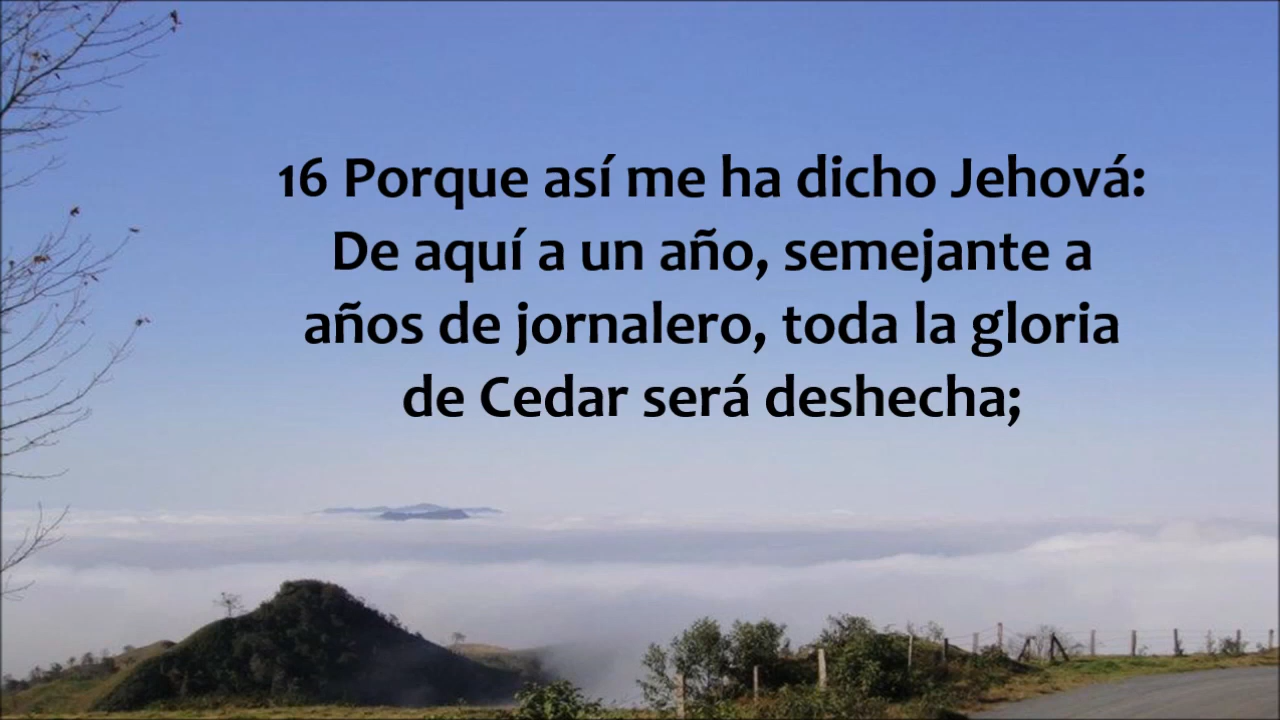 16 Porque así me ha dicho Jehová:
De aquí a un año, semejante a
años de jornalero, toda la gloria
de Cedar será deshecha;